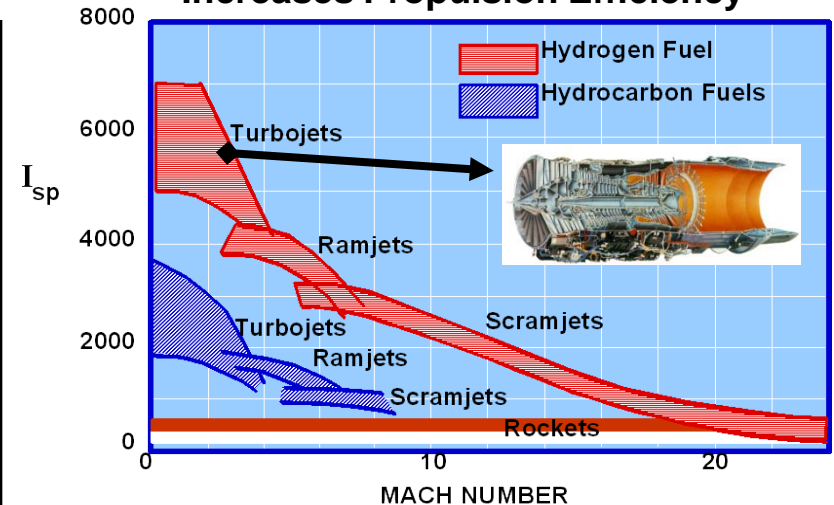 Increases Propulsion Efficiency
8000
Hydrogen Fuel
Hydrocarbon Fuels
6000
Turbojets
Isp
4000
Ramjets
Scramjets
2000
Turbojets
Ramjets
Scramjets
Rockets
0
0
10
20
MACH NUMBER